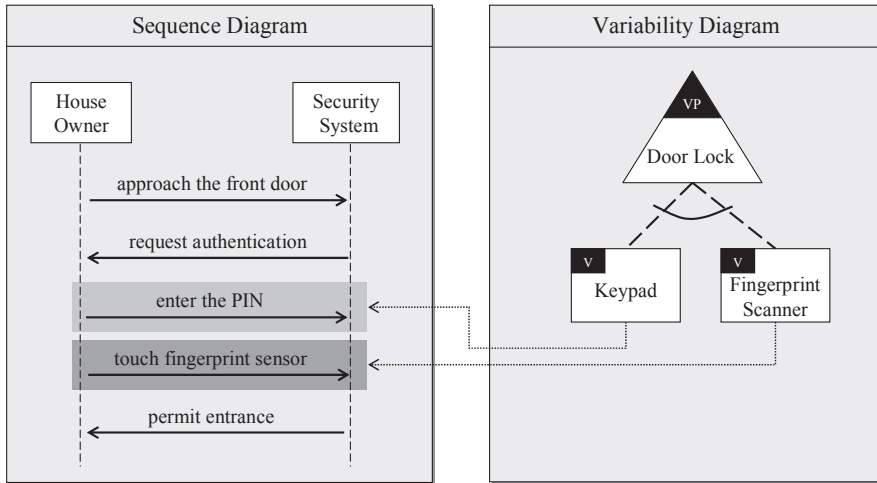 Sequence Diagram
House
Owner
Security
System
approach the front door
request authentication
enter the PIN
touch fingerprint sensor
permit entrance
Variability Diagram
VP
Door Lock
V
Keypad
V
Fingerprint
Scanner